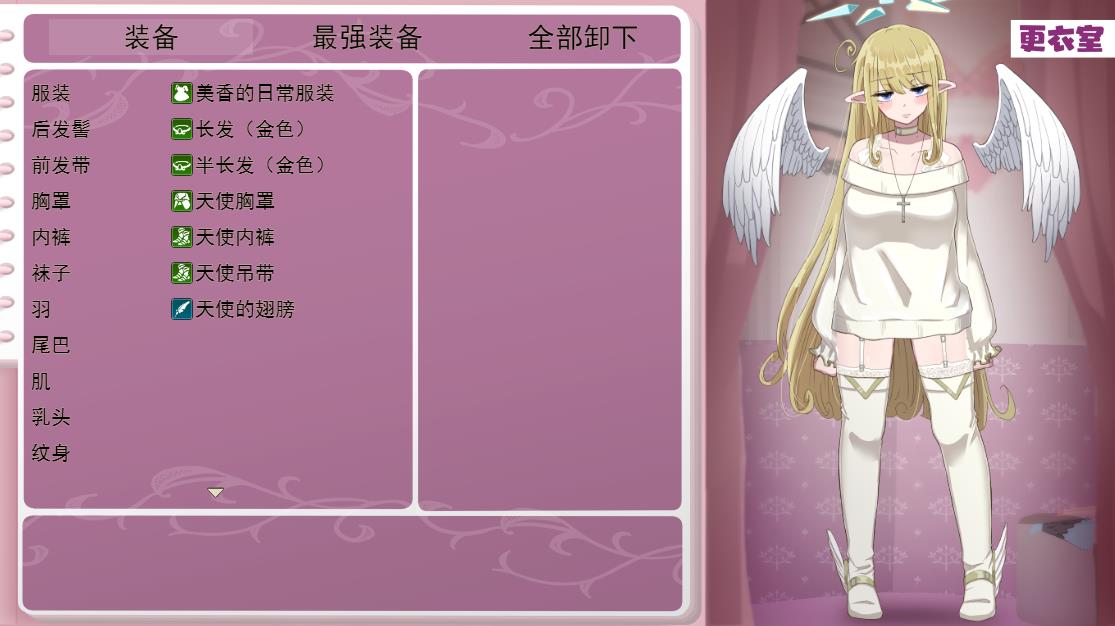 装备 最强装备 全部卸下
更衣室
服装 美香的日常服装
后发髻 长发（金色）
前发带 半长发（金色）
胸罩 天使胸罩
内裤 天使内裤
袜子 天使吊带
羽 天使的翅膀
尾巴
肌
乳头
纹身